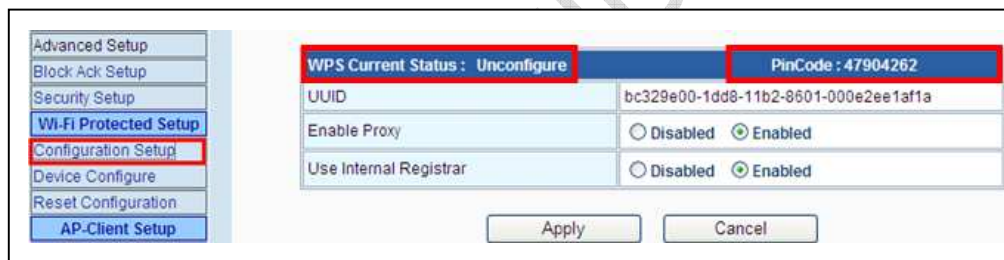 Advanced Setup
Block Ack Setup
Security Setup
Wi-Fi Protected Setup
Configuration Setup
Device Configure
Reset Configuration
AP-Client Setup
WPS Current Status : Unconfigure
PinCode : 47904262
UUID
bc329e00-1dd8-11b2-8601-000e2ee1af1a
Enable Proxy
Disabled Enabled
Use Internal Registrar
Disabled Enabled
Apply Cancel